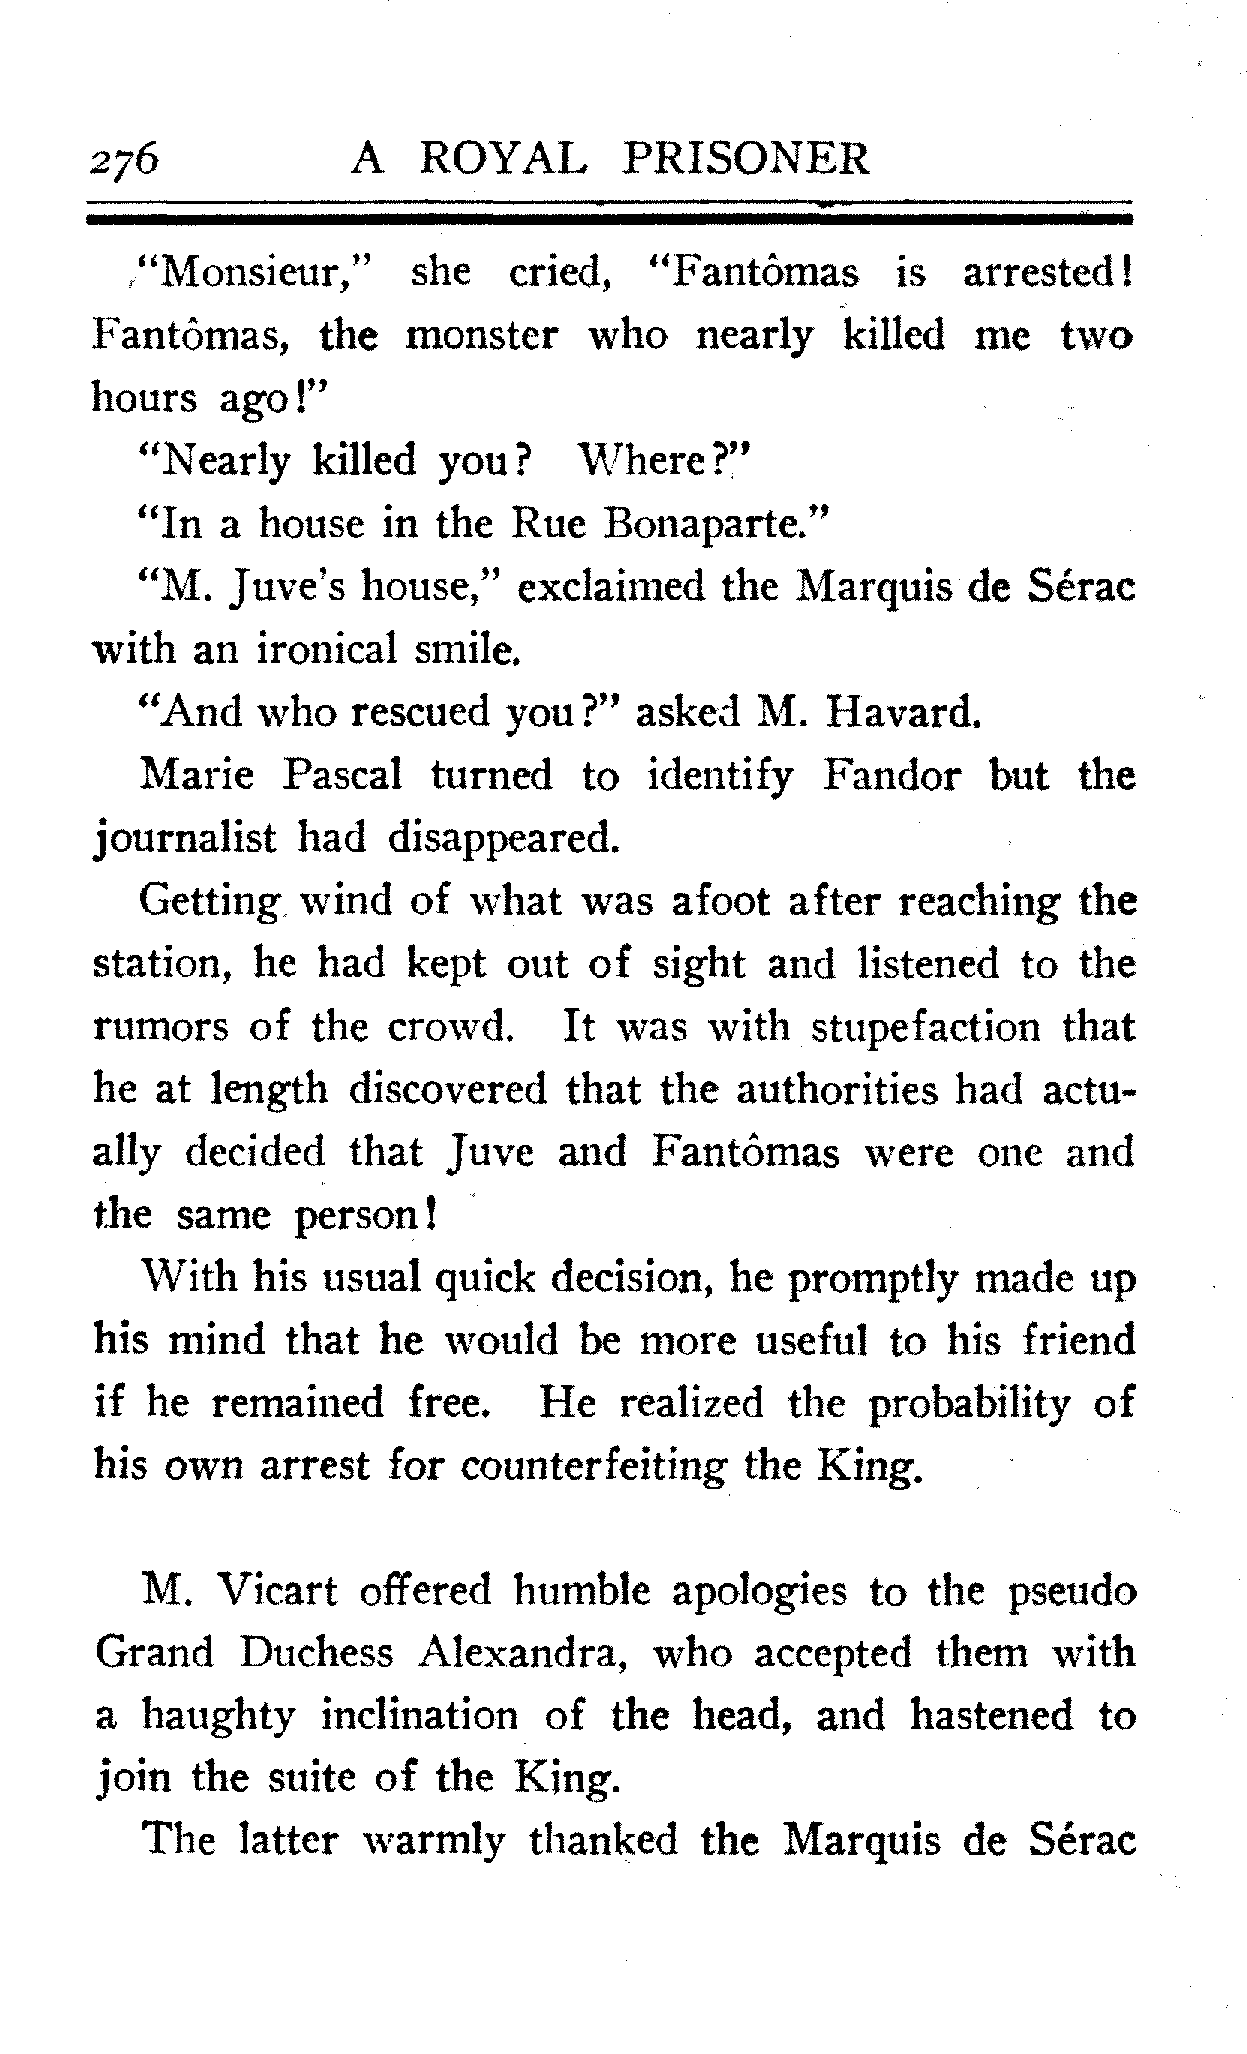 276 A ROYAL PRISONER
"Monsieur," she cried, "Fantômas is arrested!
Fantômas, the monster who nearly killed me two
hours ago!"
"Nearly killed you? Where?"
"In a house in the Rue Bonaparte."
"M. Juve's house," exclaimed the Marquis de Sérac
with an ironical smile.
"And who rescued you?" asked M. Havard.
Marie Pascal turned to identify Fandor but the
journalist had disappeared.
Getting wind of what was afoot after reaching the
station, he had kept out of sight and listened to the
rumors of the crowd. It was with stupefaction that
he at length discovered that the authorities had actu-
ally decided that Juve and Fantômas were one and
the same person!
With his usual quick decision, he promptly made up
his mind that he would be more useful to his friend
if he remained free. He realized the probability of
his own arrest for counterfeiting the King.
M. Vicart offered humble apologies to the pseudo
Grand Duchess Alexandra, who accepted them with
a haughty inclination of the head, and hastened to
join the suite of the King.
The latter warmly thanked the Marquis de Sérac